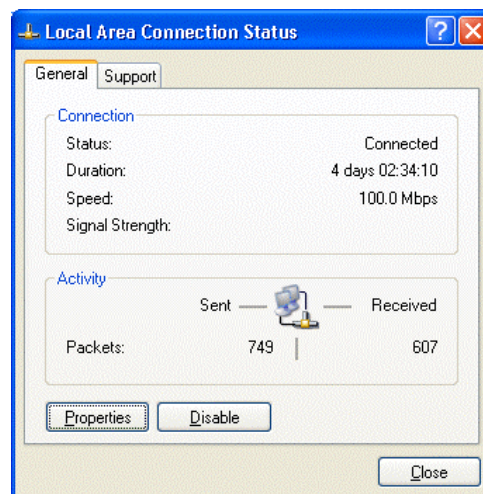 Local Area Connection Status
General Support
Connection
Status: Connected
Duration: 4 days 02:34:10
Speed: 100.0 Mbps
Signal Strength:
Activity
Sent Received
Packets: 749 607
Properties Disable
Close